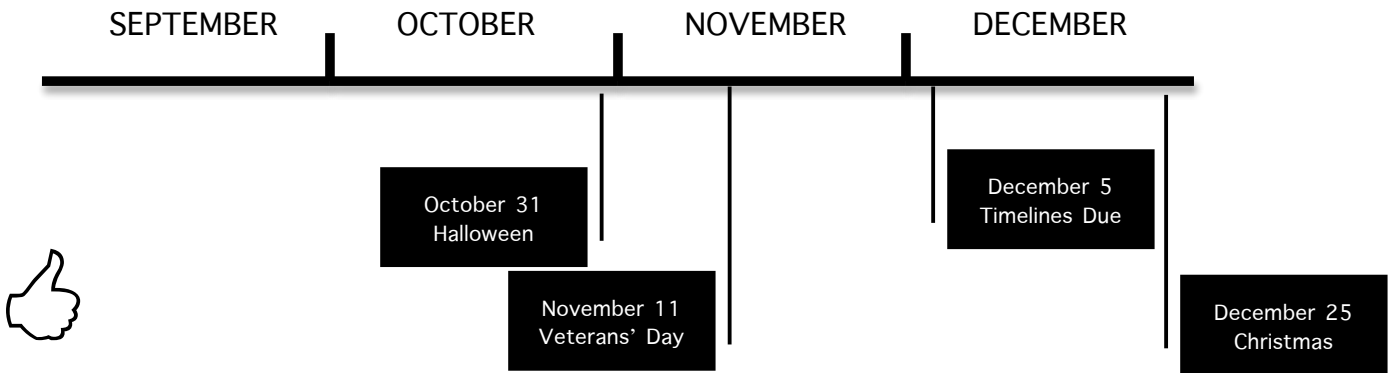 SEPTEMBER OCTOBER NOVEMBER DECEMBER
October 31
Halloween
November 11
Veterans’ Day
December 5
Timelines Due
December 25
Christmas